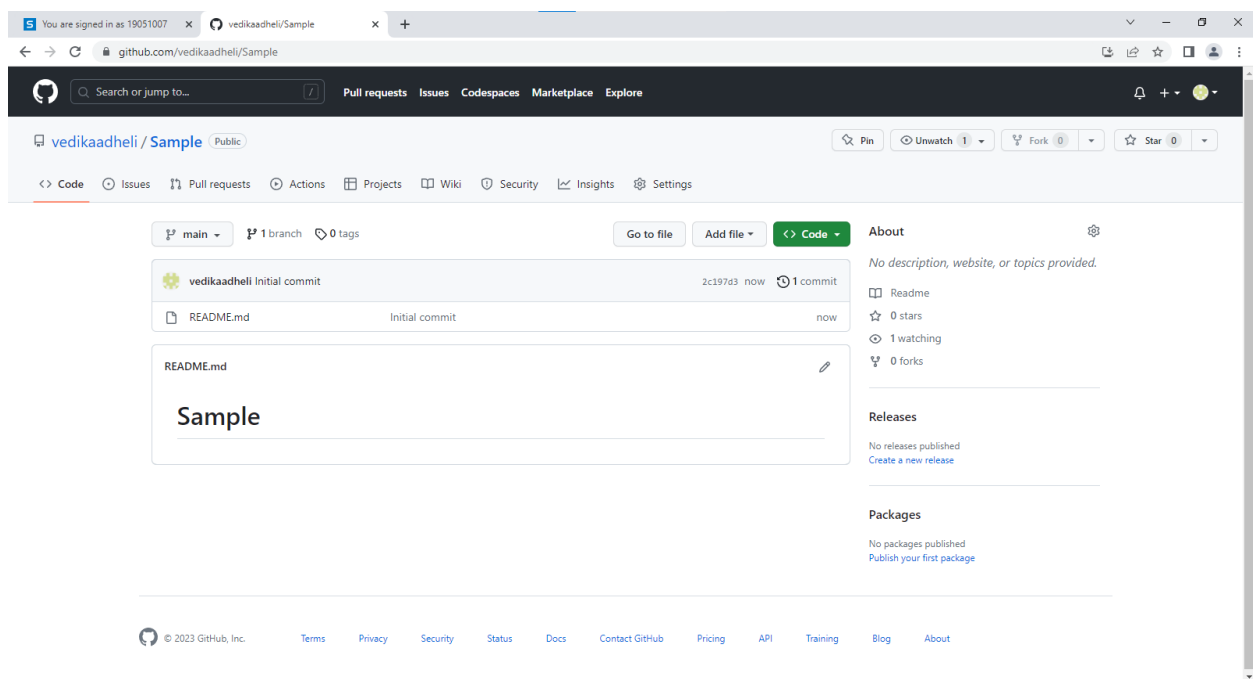 You are signed in as 19051007
vedikaadheli/Sample
github.com/vedikaadheli/Sample
Search or jump to... /
Pull requests Issues Codespaces Marketplace Explore
vedikaadheli / Sample Public
Pin Unwatch 1 Fork 0 Star 0
<> Code Issues Pull requests Actions Projects Wiki Security Insights Settings
main 1 branch 0 tags Go to file Add file <> Code
vedikaadheli Initial commit 2c197d3 now 1 commit
README.md Initial commit now
README.md
Sample
About
No description, website, or topics provided.
Readme
0 stars
1 watching
0 forks
Releases
No releases published
Create a new release
Packages
No packages published
Publish your first package
© 2023 GitHub, Inc. Terms Privacy Security Status Docs Contact GitHub Pricing API Training Blog About